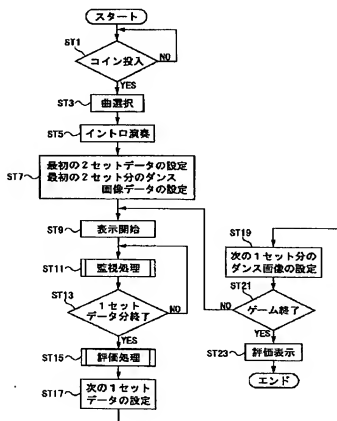 スタート
ST1
コイン投入
NO
YES
ST3
曲選択
ST5
イントロ演奏
ST7
最初の2セットデータの設定
最初の2セット分のダンス
画像データの設定
ST9
表示開始
ST11
監視処理
ST13
1セット
データ分終了
NO
YES
ST15
評価処理
ST17
次の1セット
データの設定
ST19
次の1セット分の
ダンス画像の設定
ST21
ゲーム終了
NO
YES
ST23
評価表示
エンド